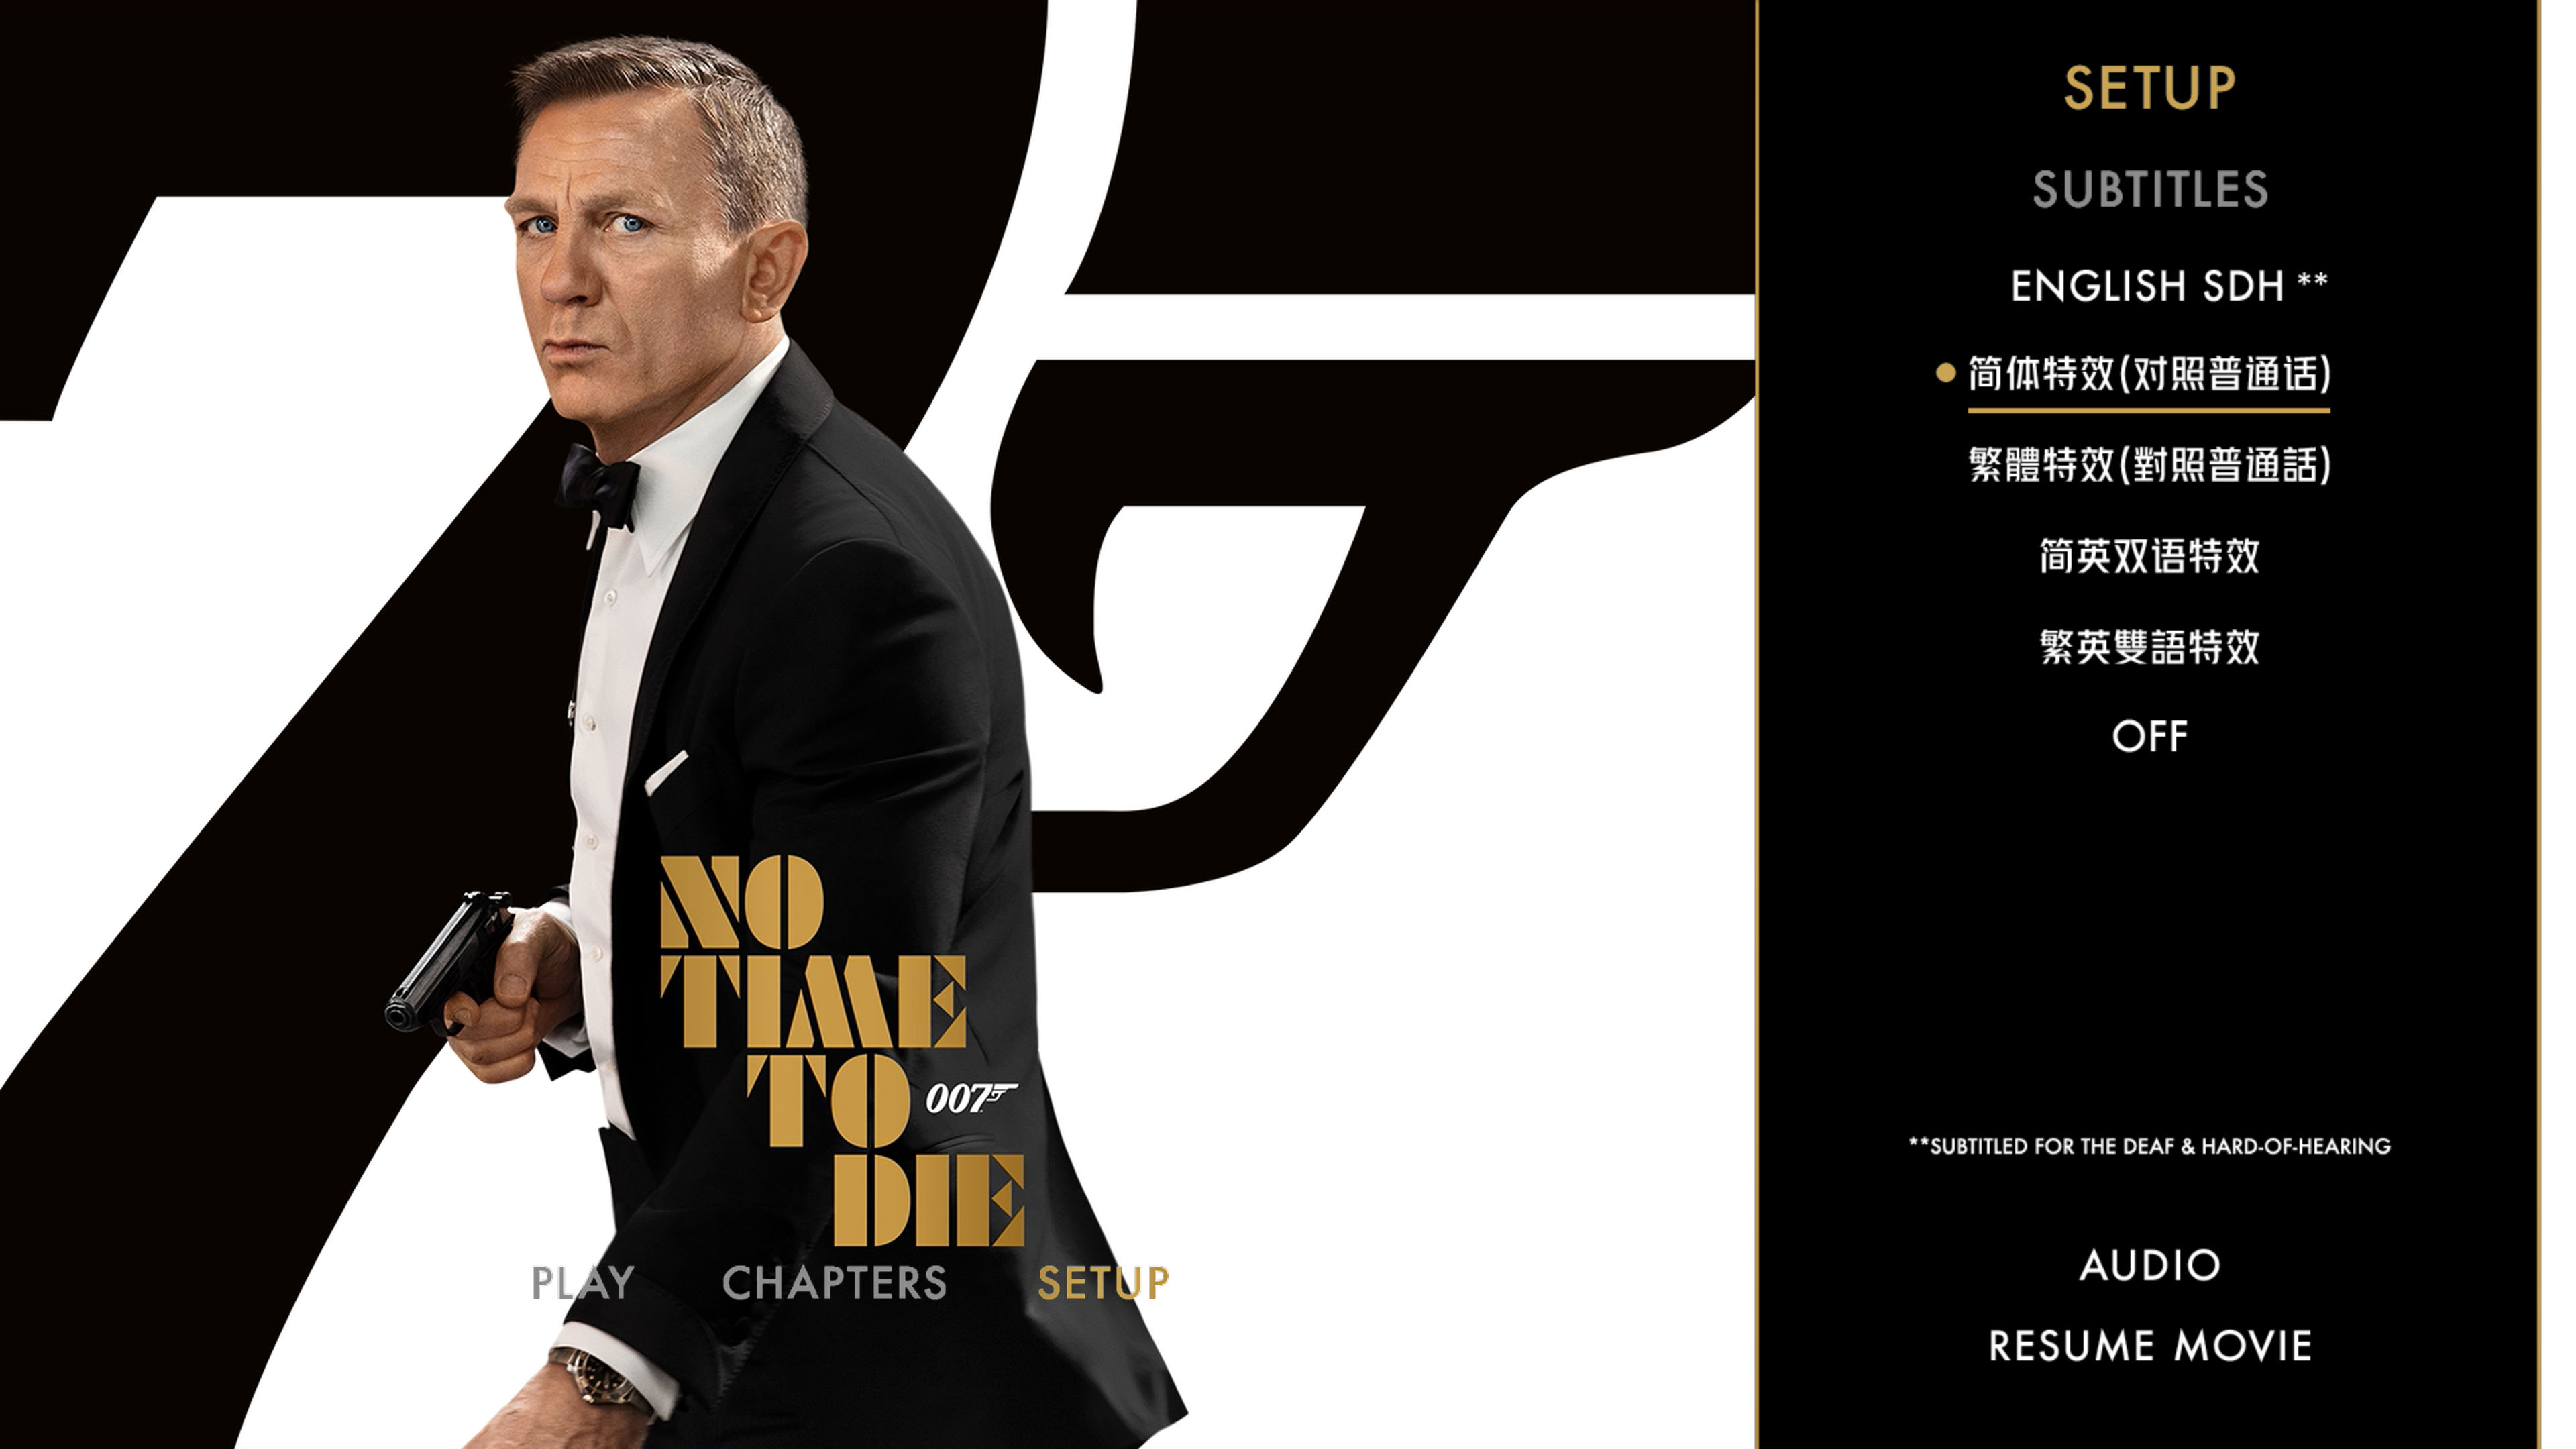 SETUP
SUBTITLES
ENGLISH SDH **
简体特效(对照普通话)
繁體特效(對照普通話)
简英双语特效
繁英雙語特效
OFF
**SUBTITLED FOR THE DEAF & HARD-OF-HEARING
AUDIO
RESUME MOVIE
NO
TIME
TO
007
DIE
PLAY CHAPTERS SETUP